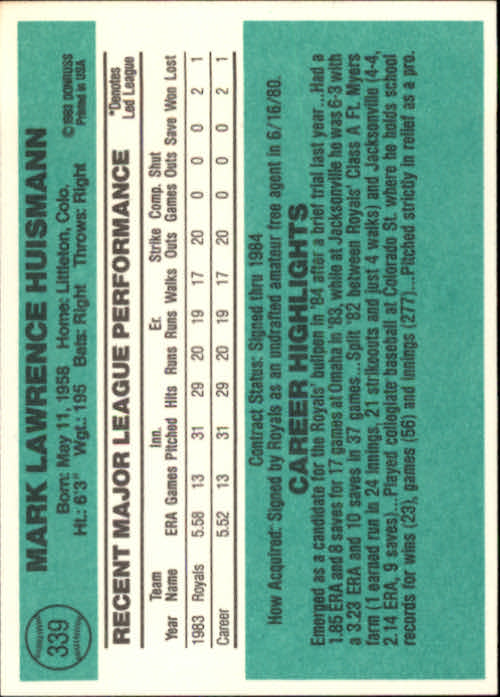 339
MARK LAWRENCE HUISMANN
Born: May 11, 1958 Home: Littleton, Colo.
Ht.: 6'3" Wgt.: 195 Bats: Right Throws: Right
© 1983 DONRUSS
Printed in USA
RECENT MAJOR LEAGUE PERFORMANCE
*Denotes
Led League
Team Inn. Er. Strike Comp. Shut
Year Name ERA Games Pitched Hits Runs Runs Walks Outs Games Outs Save Won Lost
1983 Royals 5.58 13 31 29 20 19 17 20 0 0 0 2 1
Career 5.52 13 31 29 20 19 17 20 0 0 0 2 1
Contract Status: Signed thru 1984
How Acquired: Signed by Royals as an undrafted amateur free agent in 6/16/80.
CAREER HIGHLIGHTS
Emerged as a candidate for the Royals' bullpen in '84 after a brief trial last year...Had a
1.85 ERA and 8 saves for 17 games at Omaha in '83, while at Jacksonville he was 6-3 with
a 3.23 ERA and 10 saves in 37 games...Split '82 between Royals' Class A Ft. Myers
farm (1 earned run in 24 innings, 21 strikeouts and just 4 walks) and Jacksonville (4-4,
2.14 ERA, 9 saves)...Played collegiate baseball at Colorado St. where he holds school
records for wins (23), games (56) and innings (277)...Pitched strictly in relief as a pro.